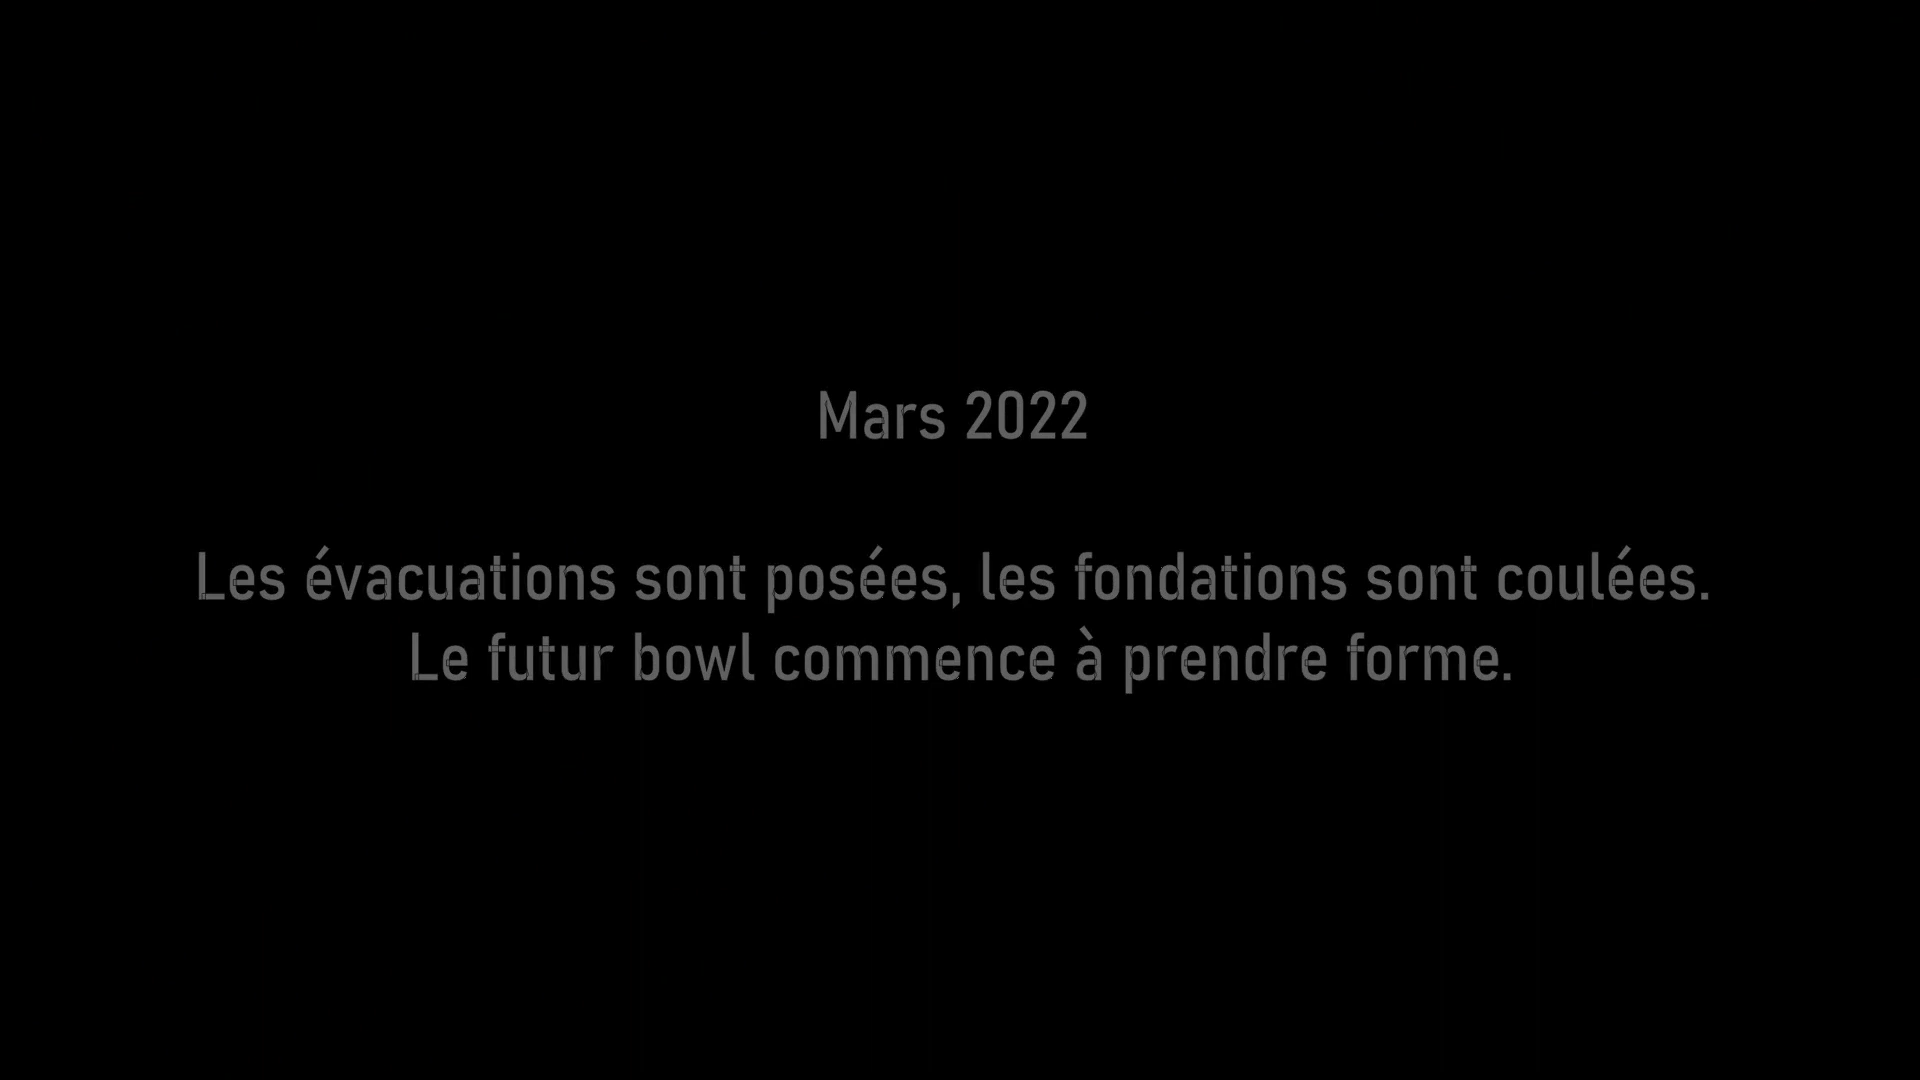 Mars 2022
Les évacuations sont posées, les fondations sont coulées.
Le futur bowl commence à prendre forme.